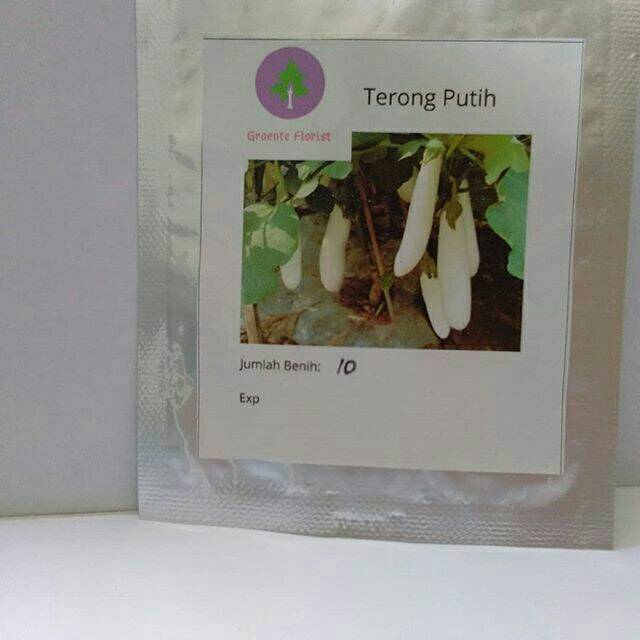 Terong Putih
Groente Florist
Jumlah Benih: 10
Exp